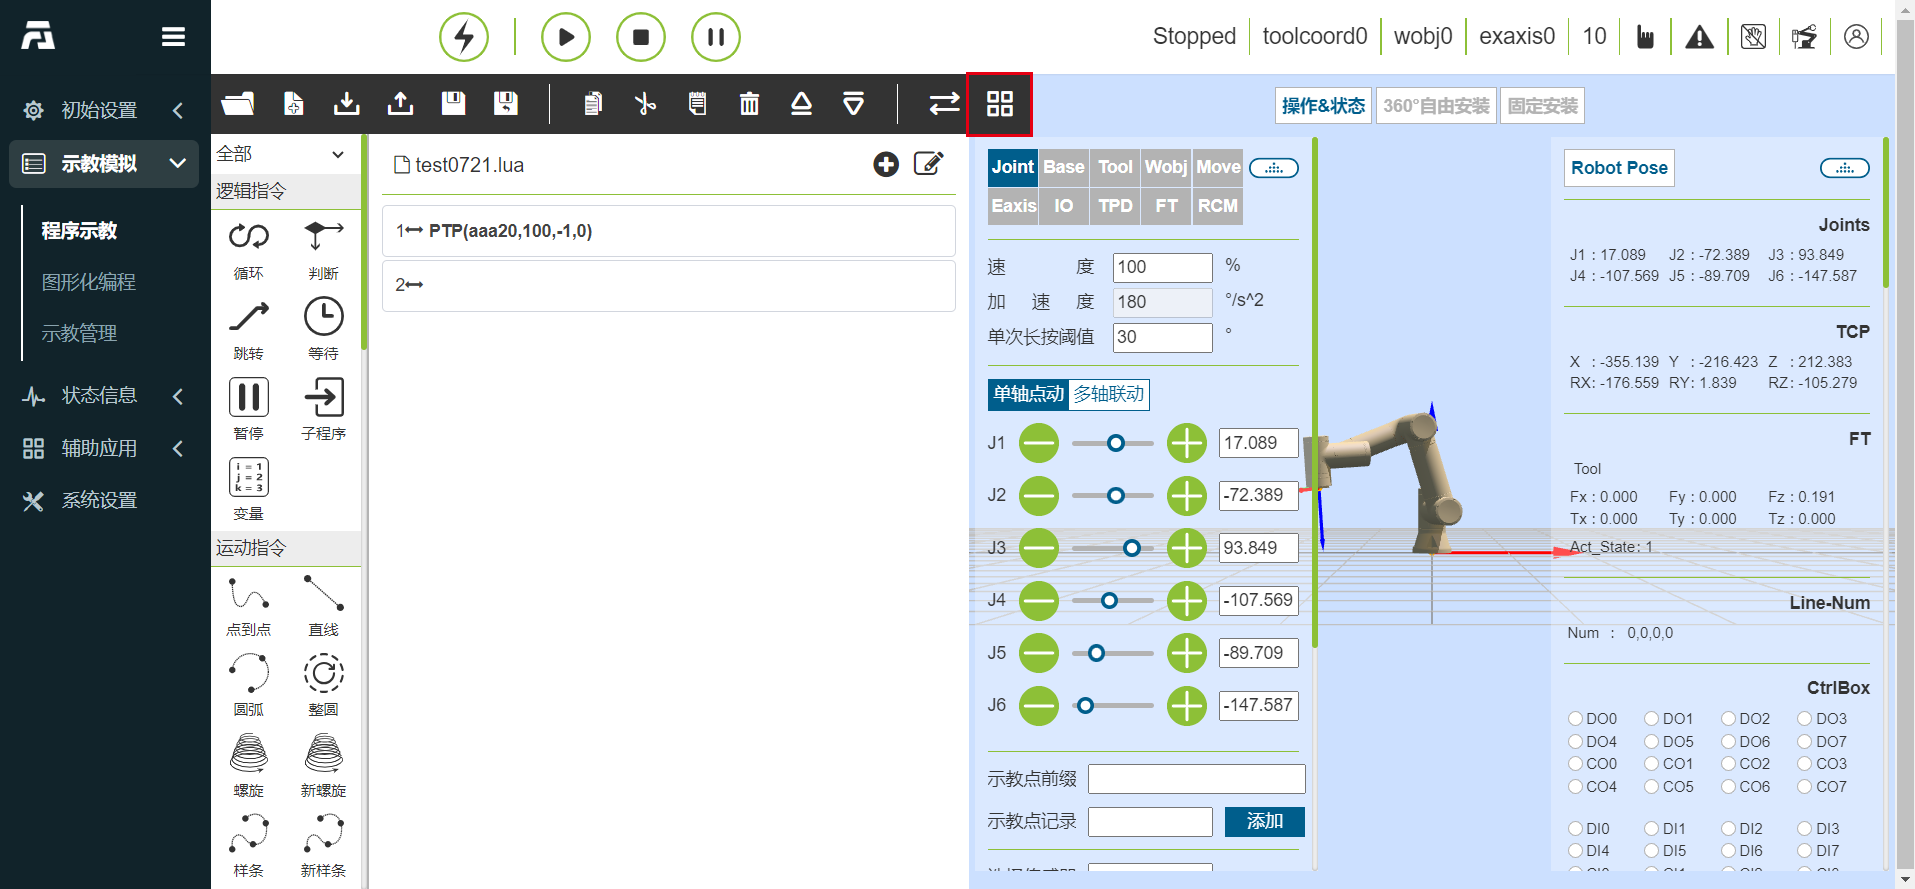 Stopped toolcoord0 wobj0 exaxis0 10
初始设置
示教模拟
程序示教
图形化编程
示教管理
状态信息
辅助应用
系统设置
全部
逻辑指令
循环 判断
跳转 等待
暂停 子程序
i = 1
j = 2
k = 3
变量
运动指令
点到点 直线
圆弧 整圆
螺旋 新螺旋
样条 新样条
test0721.lua
1 PTP(aaa20,100,-1,0)
2
操作&状态 360°自由安装 固定安装
Joint Base Tool Wobj Move
Eaxis IO TPD FT RCM
速 度 100 %
加 速 度 180 °/s^2
单次长按阈值 30 °
单轴点动 多轴联动
J1 17.089
J2 -72.389
J3 93.849
J4 -107.569
J5 -89.709
J6 -147.587
示教点前缀
示教点记录 添加
Robot Pose
Joints
J1 : 17.089 J2 : -72.389 J3 : 93.849
J4 : -107.569 J5 : -89.709 J6 : -147.587
TCP
X : -355.139 Y : -216.423 Z : 212.383
RX: -176.559 RY: 1.839 RZ: -105.279
FT
Tool
Fx : 0.000 Fy : 0.000 Fz : 0.191
Tx : 0.000 Ty : 0.000 Tz : 0.000
Act_State: 1
Line-Num
Num : 0,0,0,0
CtrlBox
DO0 DO1 DO2 DO3
DO4 DO5 DO6 DO7
CO0 CO1 CO2 CO3
CO4 CO5 CO6 CO7
DI0 DI1 DI2 DI3
DI4 DI5 DI6 DI7